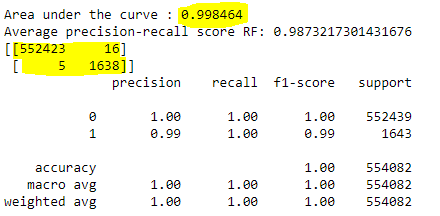 Area under the curve : 0.998464
Average precision-recall score RF: 0.9873217301431676
[[552423     16]
 [     5   1638]]
              precision    recall  f1-score   support

           0       1.00      1.00      1.00    552439
           1       0.99      1.00      0.99      1643

    accuracy                           1.00    554082
   macro avg       1.00      1.00      1.00    554082
weighted avg       1.00      1.00      1.00    554082